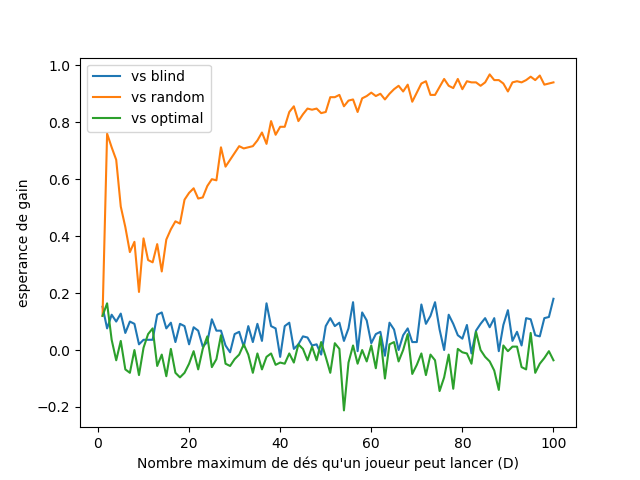 1.0
0.8
0.6
0.4
0.2
0.0
−0.2
esperance de gain
vs blind
vs random
vs optimal
0 20 40 60 80 100
Nombre maximum de dés qu'un joueur peut lancer (D)